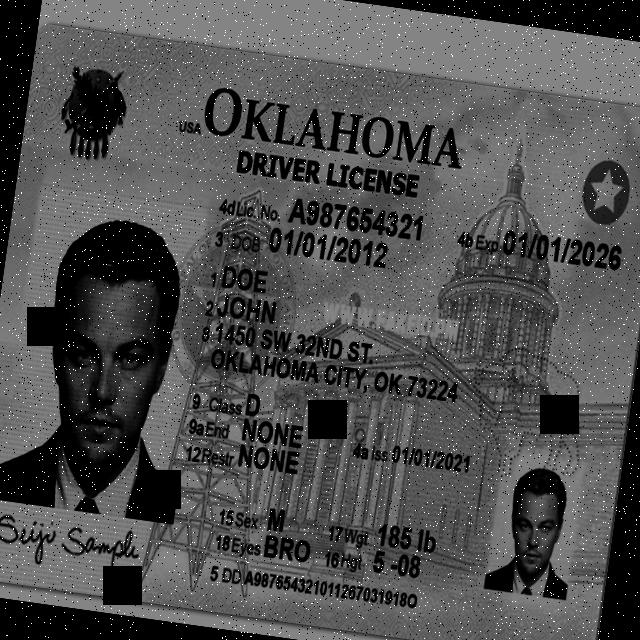 USA OKLAHOMA
DRIVER LICENSE
4d Lic. No. A987654321
3 DOB 01/01/2012 4b Exp 01/01/2026
1 DOE
2 JOHN
8 1450 SW 32ND ST.
OKLAHOMA CITY, OK 73224
9 Class D
9a End NONE
12 Restr NONE 4a Iss 01/01/2021
15 Sex M 17 Wgt 185 lb
18 Eyes BRO 16 Hgt 5 -08
5 DD A9876543210112867031918O
Seiji Sampli